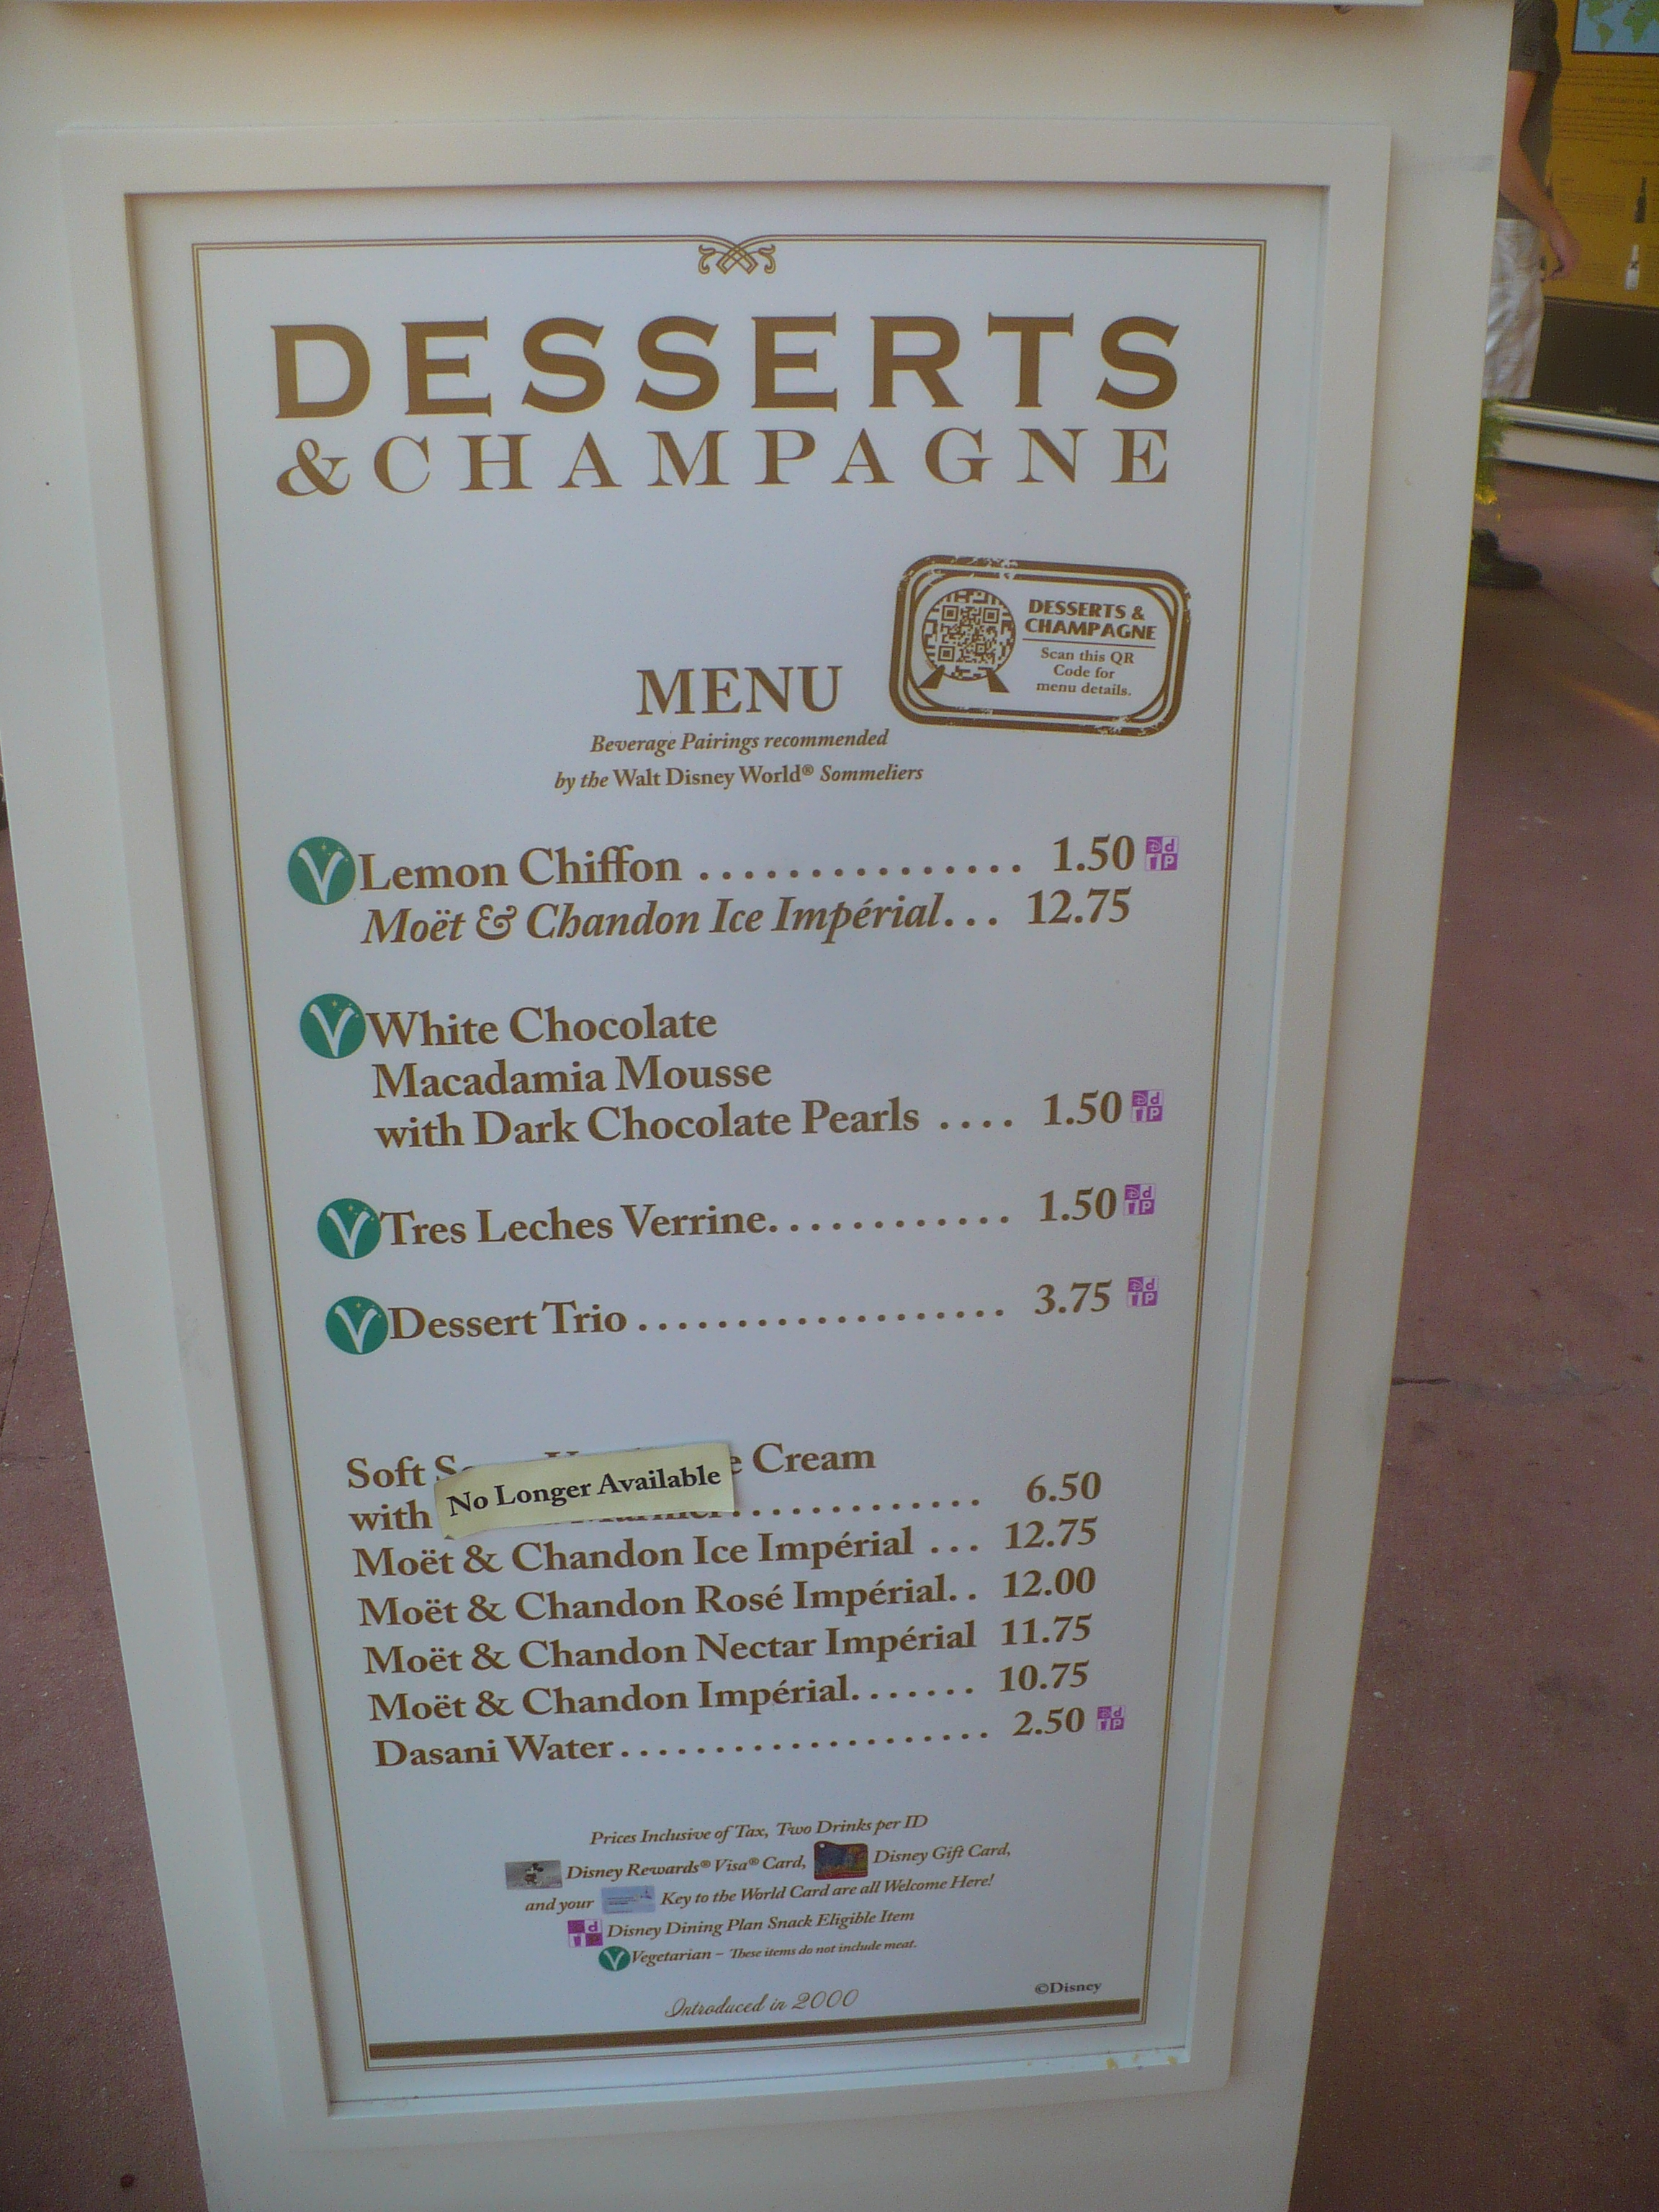 DESSERTS
& CHAMPAGNE
DESSERTS &
CHAMPAGNE
Scan this QR
Code for
menu details.
MENU
Beverage Pairings recommended
by the Walt Disney World® Sommeliers
V Lemon Chiffon ............... 1.50
Moët & Chandon Ice Impérial... 12.75
V White Chocolate
Macadamia Mousse
with Dark Chocolate Pearls .... 1.50
V Tres Leches Verrine............ 1.50
V Dessert Trio ................... 3.75
Soft Cream
No Longer Available
with ............. 6.50
Moët & Chandon Ice Impérial ... 12.75
Moët & Chandon Rosé Impérial.. 12.00
Moët & Chandon Nectar Impérial 11.75
Moët & Chandon Impérial....... 10.75
Dasani Water.................... 2.50
Prices Inclusive of Tax, Two Drinks per ID
Disney Rewards® Visa® Card, Disney Gift Card,
and your Key to the World Card are all Welcome Here!
Disney Dining Plan Snack Eligible Item
V Vegetarian – These items do not include meat.
©Disney
Introduced in 2000